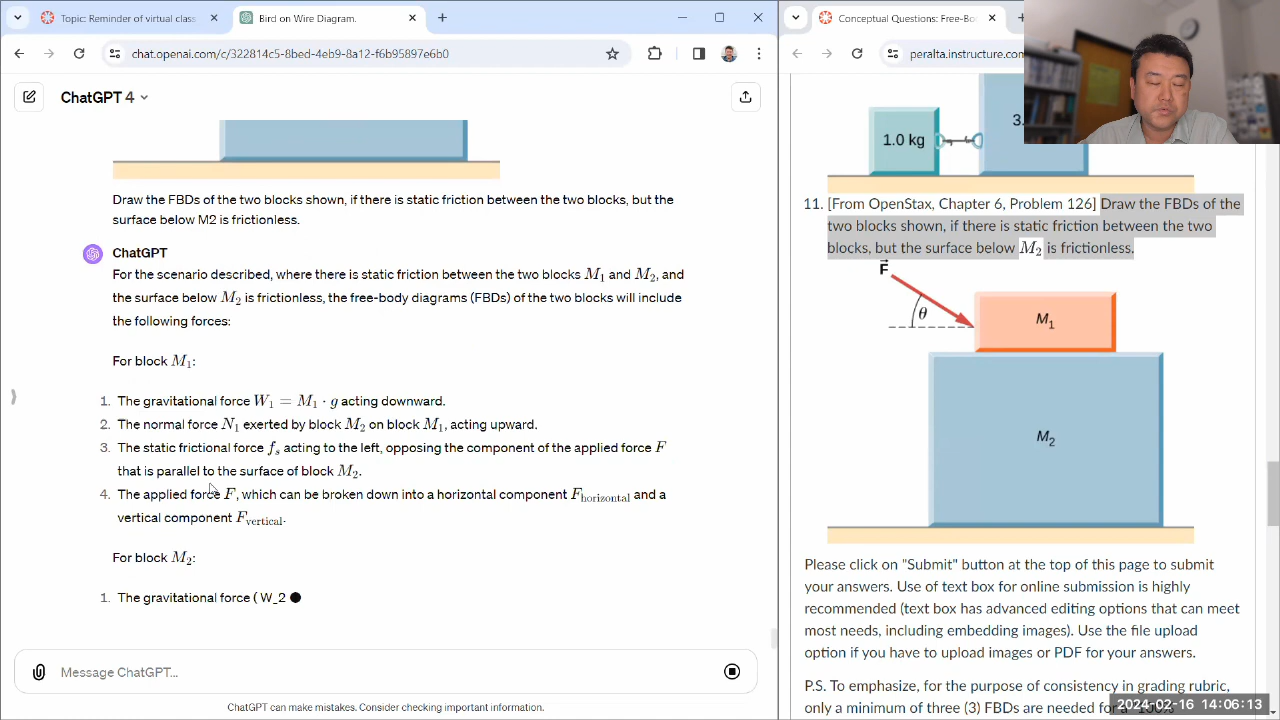 Topic: Reminder of virtual class
Bird on Wire Diagram.
chat.openai.com/c/322814c5-8bed-4eb9-8a12-f6b95897e6b0
ChatGPT 4
Draw the FBDs of the two blocks shown, if there is static friction between the two blocks, but the
surface below M2 is frictionless.
ChatGPT
For the scenario described, where there is static friction between the two blocks M₁ and M₂, and
the surface below M₂ is frictionless, the free-body diagrams (FBDs) of the two blocks will include
the following forces:
For block M₁:
1. The gravitational force W₁ = M₁ · g acting downward.
2. The normal force N₁ exerted by block M₂ on block M₁, acting upward.
3. The static frictional force fₛ acting to the left, opposing the component of the applied force F
that is parallel to the surface of block M₂.
4. The applied force F, which can be broken down into a horizontal component F_horizontal and a
vertical component F_vertical.
For block M₂:
1. The gravitational force ( W_2
Message ChatGPT...
ChatGPT can make mistakes. Consider checking important information.
Conceptual Questions: Free-Bo
peralta.instructure.com
1.0 kg
3.
11. [From OpenStax, Chapter 6, Problem 126] Draw the FBDs of the
two blocks shown, if there is static friction between the two
blocks, but the surface below M₂ is frictionless.
F⃗
θ
M₁
M₂
Please click on "Submit" button at the top of this page to submit
your answers. Use of text box for online submission is highly
recommended (text box has advanced editing options that can meet
most needs, including embedding images). Use the file upload
option if you have to upload images or PDF for your answers.
P.S. To emphasize, for the purpose of consistency in grading rubric,
only a minimum of three (3) FBDs are needed for a "100%"
2024-02-16 14:06:13